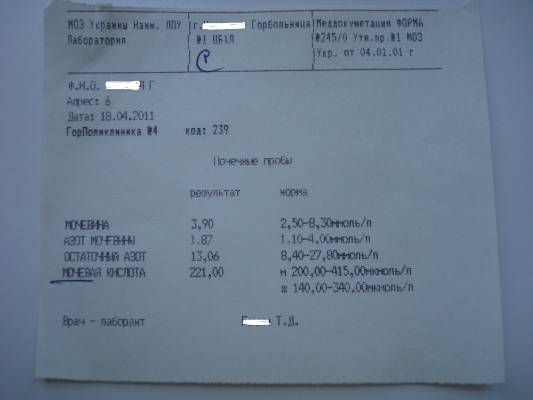 МОЗ Украины Наим. ЛПУ г. Горбольница Меддокуметация ФОРМА
Лаборатория №1 ЦБХЛ №245/0 Утв.пр.№1 МОЗ
Укр. от 04.01.01 г
Ф.И.О. Г
Адрес: 6
Дата: 18.04.2011
ГорПоликлиника №4 код: 239
Почечные пробы
результат норма
МОЧЕВИНА 3,90 2,50-8,30ммоль/л
АЗОТ МОЧЕВИНЫ 1.87 1.10-4.00ммоль/л
ОСТАТОЧНЫЙ АЗОТ 13,06 8,40-27,80ммоль/л
МОЧЕВАЯ КИСЛОТА 221,00 м 200,00-415,00мкмоль/л
ж 140,00-340.00мкмоль/л
Врач - лаборант Т.Д.